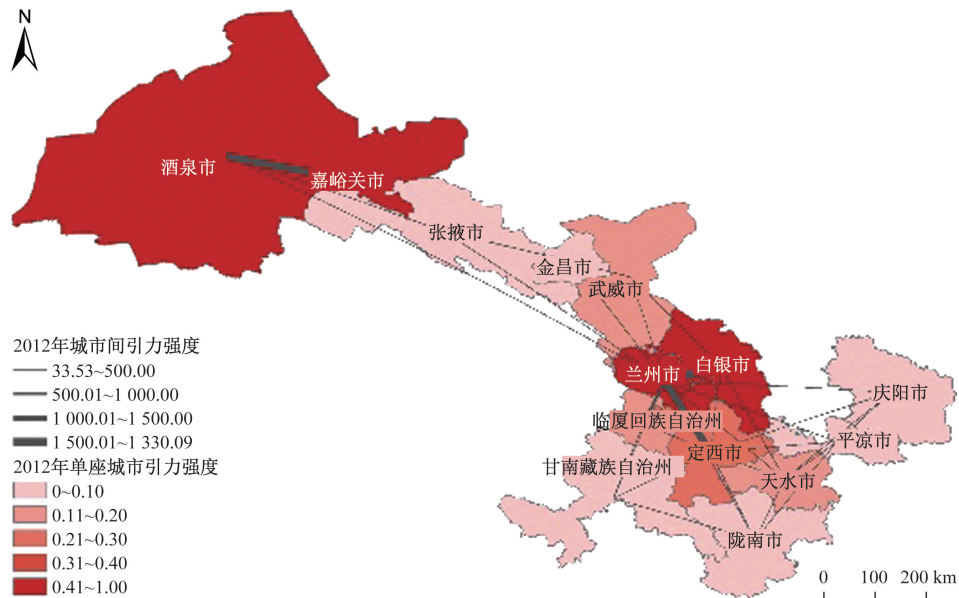 N
酒泉市
嘉峪关市
张掖市
金昌市
武威市
兰州市
白银市
庆阳市
临厦回族自治州
平凉市
定西市
甘南藏族自治州
天水市
陇南市
2012年城市间引力强度
33.53~500.00
500.01~1 000.00
1 000.01~1 500.00
1 500.01~1 330.09
2012年单座城市引力强度
0~0.10
0.11~0.20
0.21~0.30
0.31~0.40
0.41~1.00
0 100 200 km